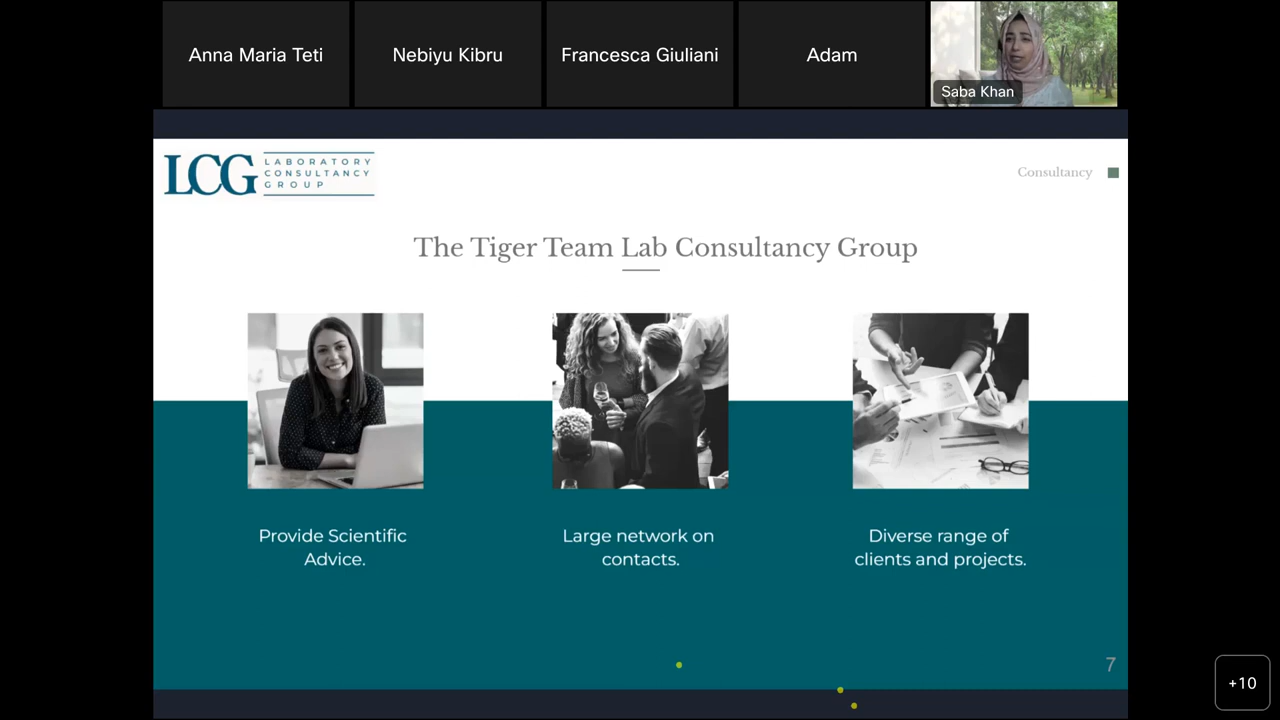 Anna Maria Teti
Nebiyu Kibru
Francesca Giuliani
Adam
Saba Khan
LCG
LABORATORY
CONSULTANCY
GROUP
Consultancy
The Tiger Team Lab Consultancy Group
Provide Scientific
Advice.
Large network on
contacts.
Diverse range of
clients and projects.
7
+10